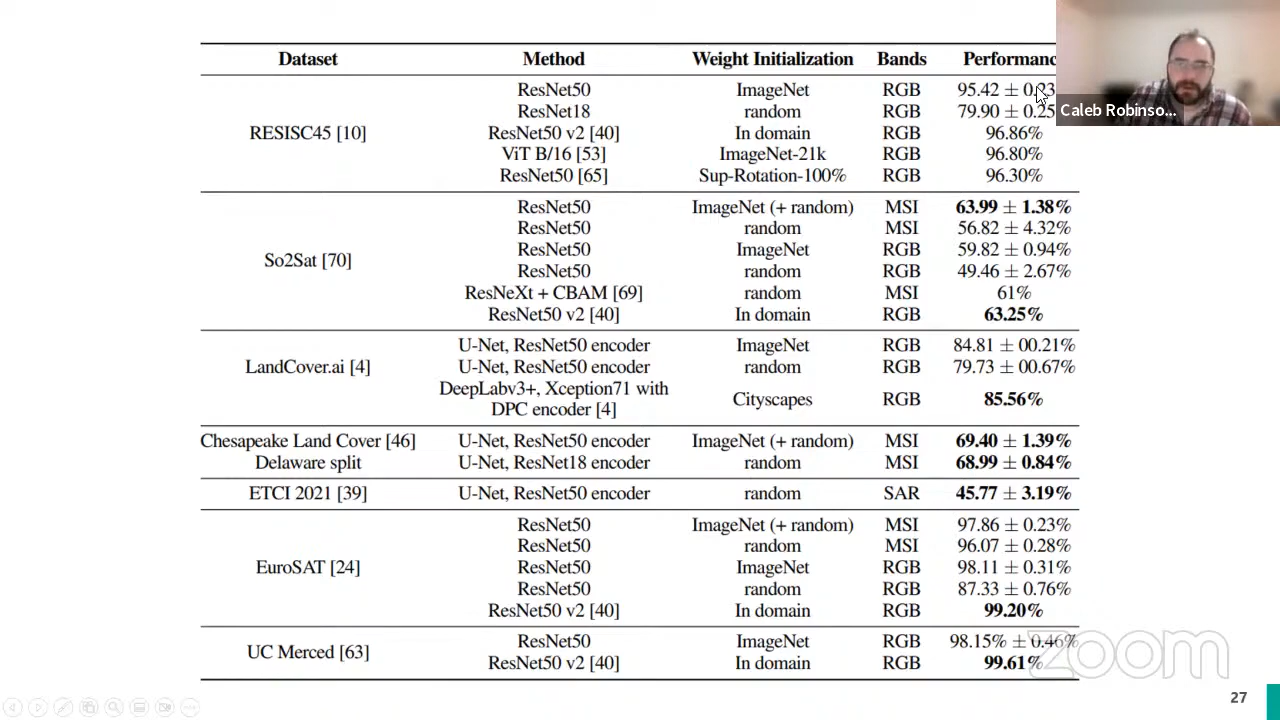 Dataset Method Weight Initialization Bands Performanc
RESISC45 [10]
ResNet50 ImageNet RGB 95.42 ± 0.23
ResNet18 random RGB 79.90 ± 0.25
ResNet50 v2 [40] In domain RGB 96.86%
ViT B/16 [53] ImageNet-21k RGB 96.80%
ResNet50 [65] Sup-Rotation-100% RGB 96.30%
So2Sat [70]
ResNet50 ImageNet (+ random) MSI 63.99 ± 1.38%
ResNet50 random MSI 56.82 ± 4.32%
ResNet50 ImageNet RGB 59.82 ± 0.94%
ResNet50 random RGB 49.46 ± 2.67%
ResNeXt + CBAM [69] random MSI 61%
ResNet50 v2 [40] In domain RGB 63.25%
LandCover.ai [4]
U-Net, ResNet50 encoder ImageNet RGB 84.81 ± 00.21%
U-Net, ResNet50 encoder random RGB 79.73 ± 00.67%
DeepLabv3+, Xception71 with
DPC encoder [4] Cityscapes RGB 85.56%
Chesapeake Land Cover [46] U-Net, ResNet50 encoder ImageNet (+ random) MSI 69.40 ± 1.39%
Delaware split U-Net, ResNet18 encoder random MSI 68.99 ± 0.84%
ETCI 2021 [39] U-Net, ResNet50 encoder random SAR 45.77 ± 3.19%
EuroSAT [24]
ResNet50 ImageNet (+ random) MSI 97.86 ± 0.23%
ResNet50 random MSI 96.07 ± 0.28%
ResNet50 ImageNet RGB 98.11 ± 0.31%
ResNet50 random RGB 87.33 ± 0.76%
ResNet50 v2 [40] In domain RGB 99.20%
UC Merced [63]
ResNet50 ImageNet RGB 98.15% ± 0.46%
ResNet50 v2 [40] In domain RGB 99.61%
Caleb Robinso...
zoom
27